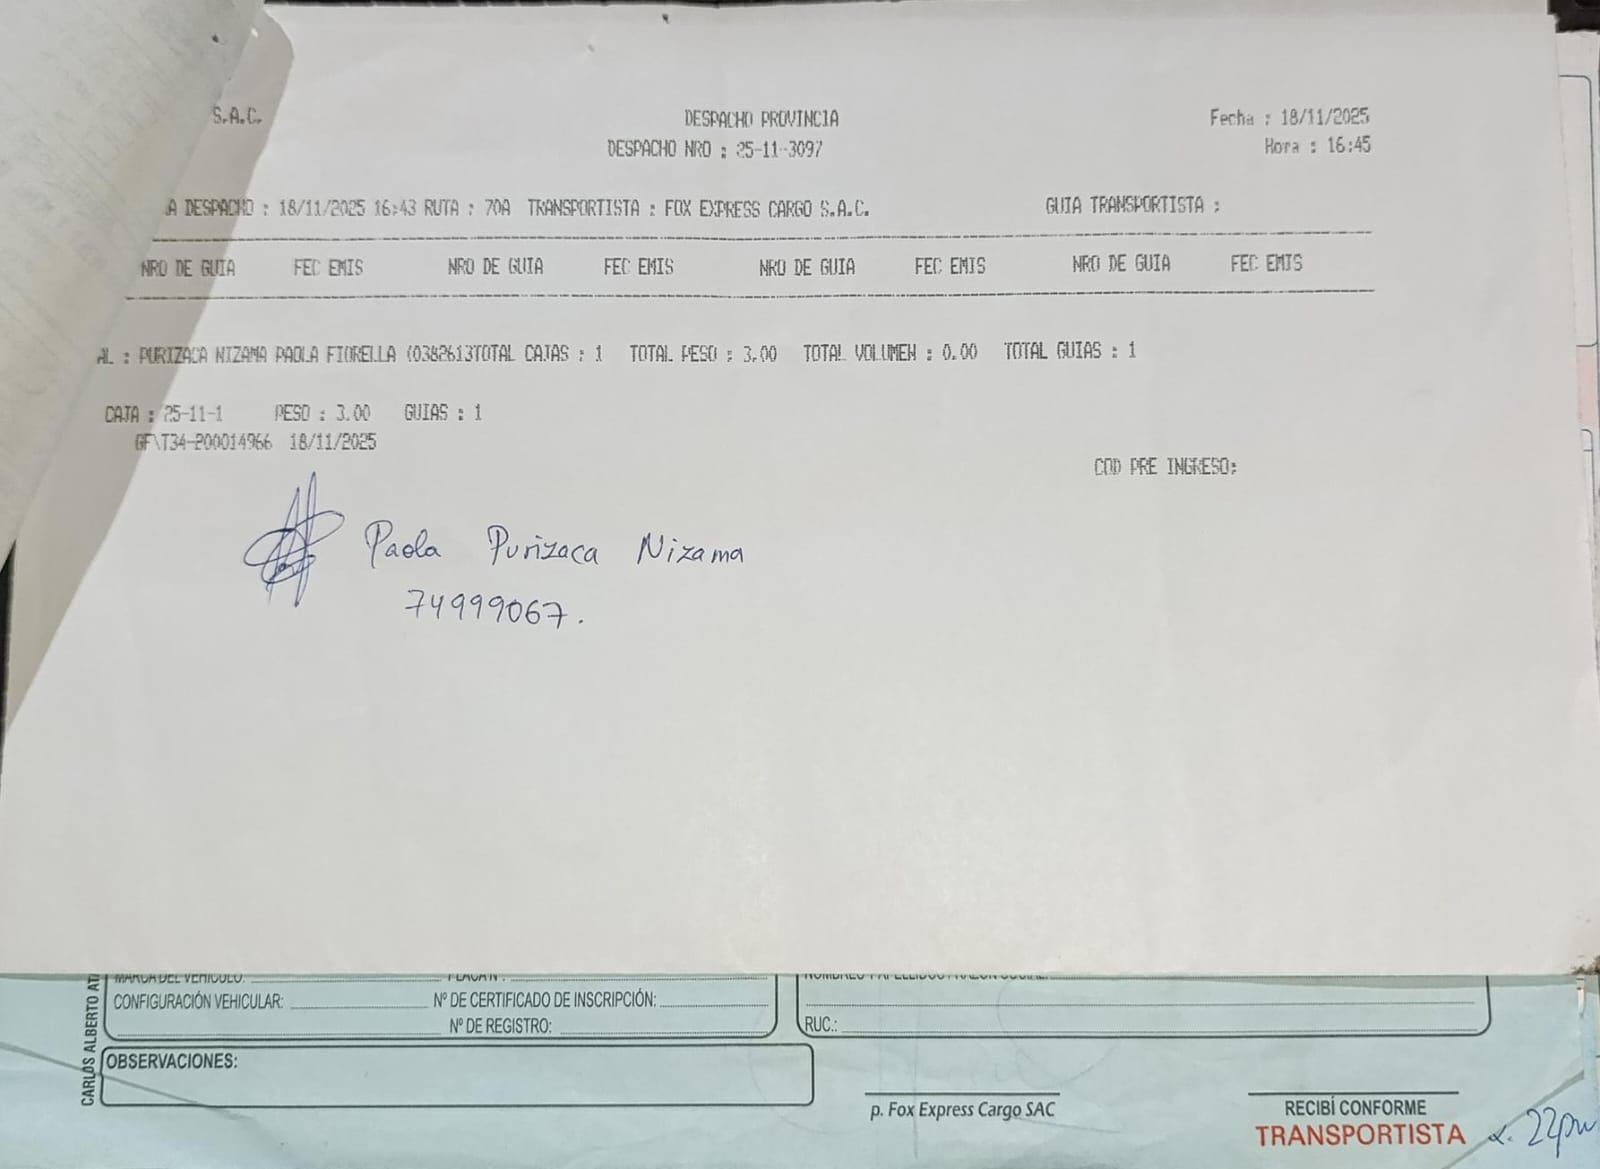 S.A.C.
DESPACHO PROVINCIA
Fecha : 18/11/2025
DESPACHO NRO : 25-11-3097
Hora : 16:45
A DESPACHO : 18/11/2025 16:43 RUTA : 70A TRANSPORTISTA : FOX EXPRESS CARGO S.A.C.
GUIA TRANSPORTISTA :
NRO DE GUIA FEC EMIS NRO DE GUIA FEC EMIS NRO DE GUIA FEC EMIS NRO DE GUIA FEC EMIS
AL : PURIZACA NIZAMA PAOLA FIORELLA (0382613TOTAL CAJAS : 1 TOTAL PESO : 3.00 TOTAL VOLUMEN : 0.00 TOTAL GUIAS : 1
CAJA : 25-11-1 PESO : 3.00 GUIAS : 1
GF\T34-200014966 18/11/2025
COD PRE INGRESO:
Paola Purizaca Nizama
74999067.
MARCA DEL VEHICULO:
CONFIGURACIÓN VEHICULAR: Nº DE CERTIFICADO DE INSCRIPCIÓN:
Nº DE REGISTRO:
RUC.:
OBSERVACIONES:
CARLOS ALBERTO
p. Fox Express Cargo SAC
RECIBÍ CONFORME
TRANSPORTISTA